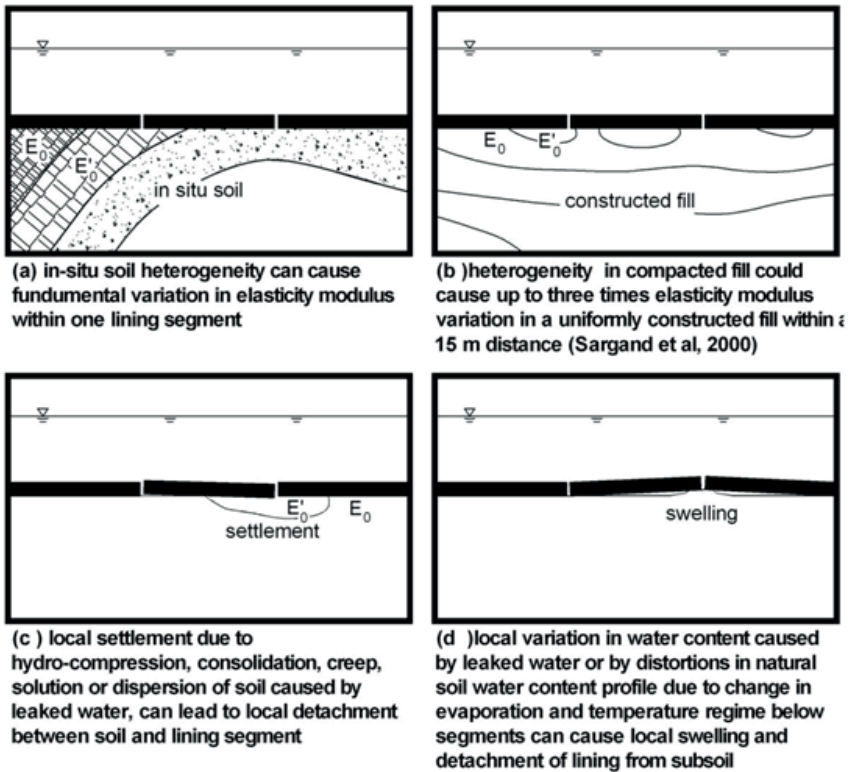 E0
E'0
in situ soil
(a) in-situ soil heterogeneity can cause
fundumental variation in elasticity modulus
within one lining segment
E0 E'0
constructed fill
(b )heterogeneity in compacted fill could
cause up to three times elasticity modulus
variation in a uniformly constructed fill within a
15 m distance (Sargand et al, 2000)
E'0 E0
settlement
(c ) local settlement due to
hydro-compression, consolidation, creep,
solution or dispersion of soil caused by
leaked water, can lead to local detachment
between soil and lining segment
swelling
(d )local variation in water content caused
by leaked water or by distortions in natural
soil water content profile due to change in
evaporation and temperature regime below
segments can cause local swelling and
detachment of lining from subsoil